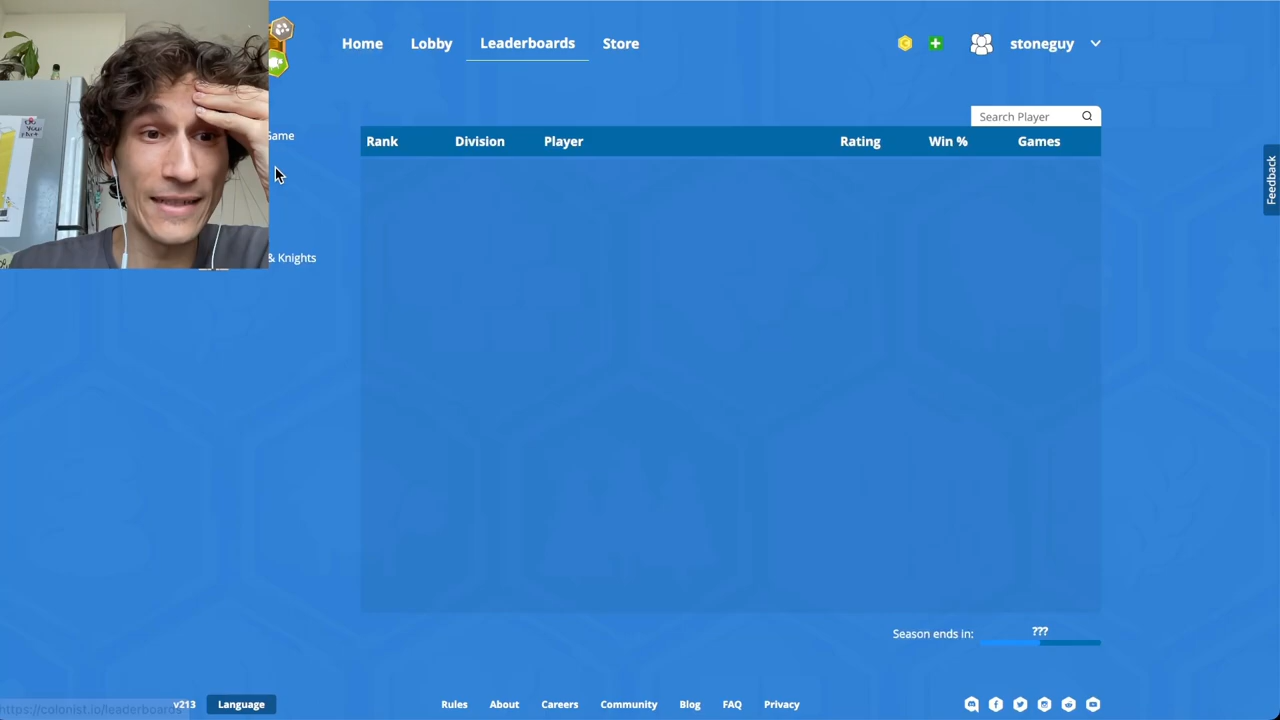 Home
Lobby
Leaderboards
Store
stoneguy
Game
& Knights
Search Player
Rank Division Player Rating Win % Games
Feedback
Season ends in: ???
https://colonist.io/leaderboards
v213
Language
Rules About Careers Community Blog FAQ Privacy